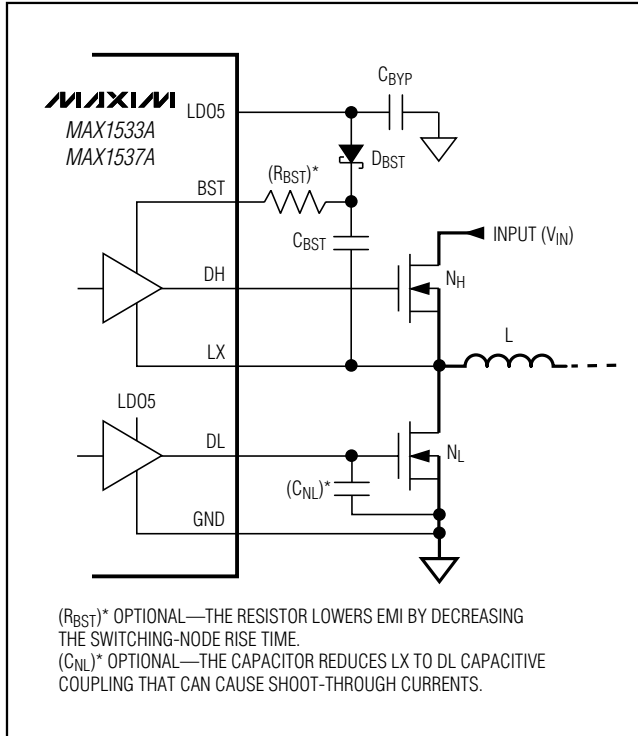 CBYP
MAXIM
LDO5
MAX1533A
MAX1537A
DBST
(RBST)*
BST
CBST
INPUT (VIN)
DH
NH
L
LX
LDO5
DL
NL
(CNL)*
GND
(RBST)* OPTIONAL—THE RESISTOR LOWERS EMI BY DECREASING
THE SWITCHING-NODE RISE TIME.
(CNL)* OPTIONAL—THE CAPACITOR REDUCES LX TO DL CAPACITIVE
COUPLING THAT CAN CAUSE SHOOT-THROUGH CURRENTS.